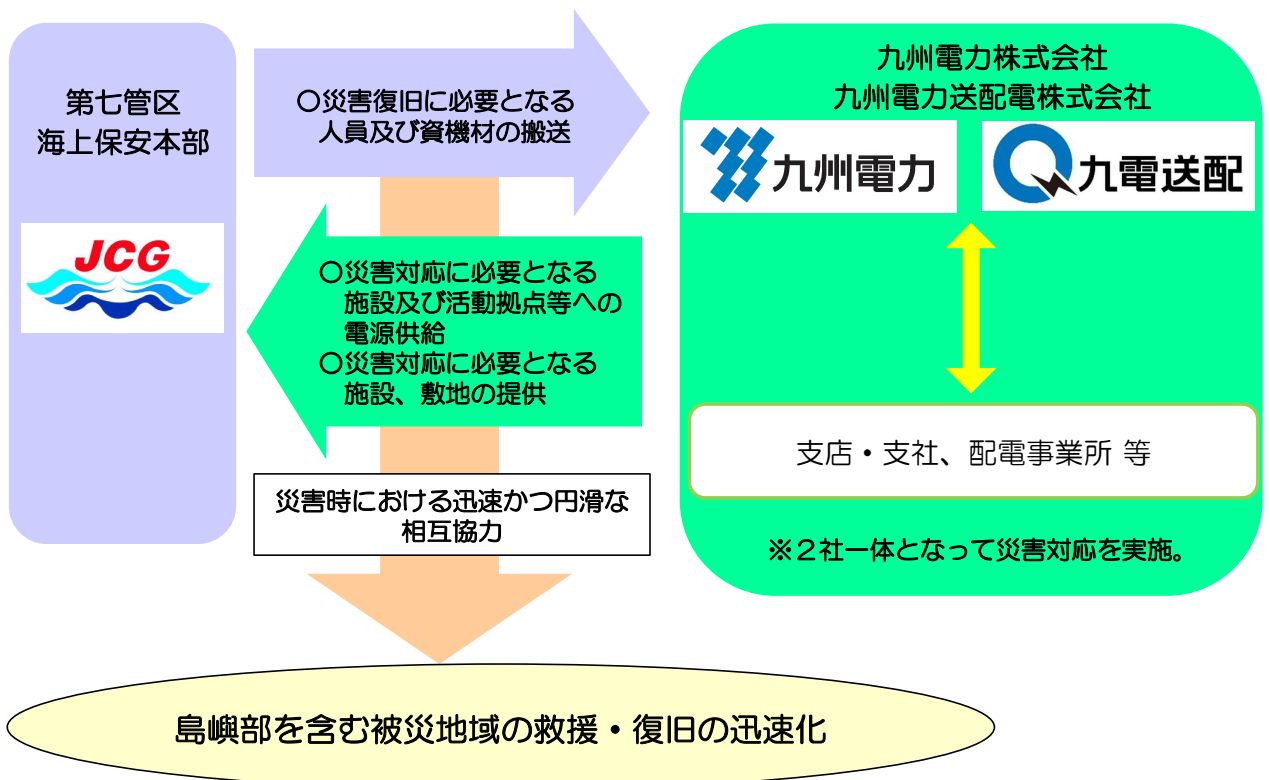 第七管区
海上保安本部
JCG
〇災害復旧に必要となる
人員及び資機材の搬送
〇災害対応に必要となる
施設及び活動拠点等への
電源供給
〇災害対応に必要となる
施設、敷地の提供
災害時における迅速かつ円滑な
相互協力
九州電力株式会社
九州電力送配電株式会社
九州電力
九電送配
支店・支社、配電事業所 等
※２社一体となって災害対応を実施。
島嶼部を含む被災地域の救援・復旧の迅速化